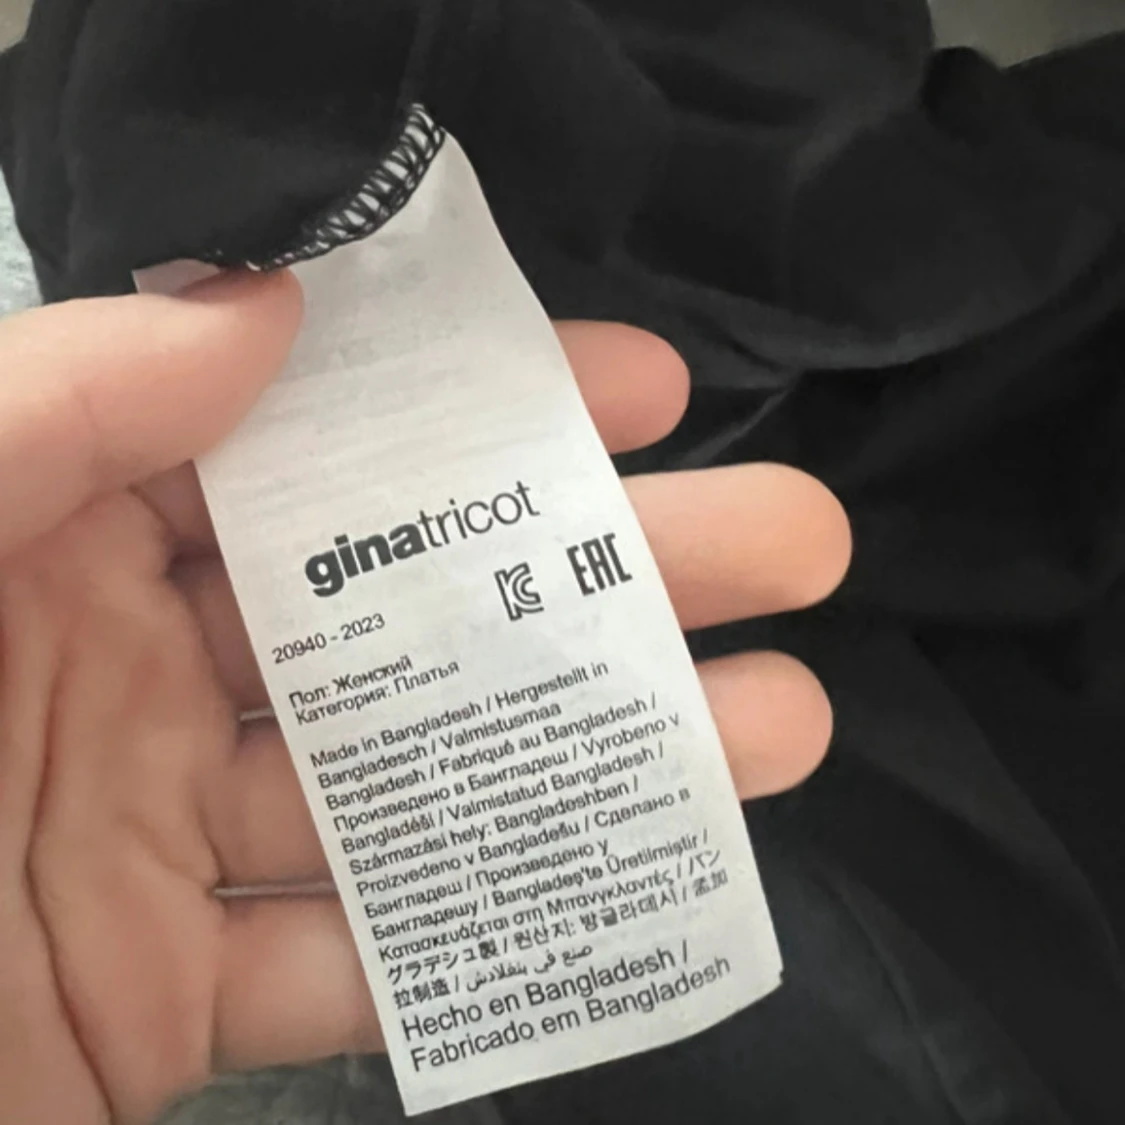 ginatricot
KC EAC
20940 - 2023
Пол: Женский
Категория: Платья
Made in Bangladesh / Hergestellt in
Bangladesch / Valmistusmaa
Bangladesh / Fabriqué au Bangladesh /
Произведено в Бангладеш / Vyrobeno v
Bangladéši / Valmistatud Bangladesh /
Származási hely: Bangladeshben /
Proizvedeno v Bangladešu / Сделано в
Бангладеш / Произведено у
Бангладешу / Bangladeş'te Üretilmiştir /
Κατασκευάζεται στη Μπανγκλαντές / バン
グラデシュ製 / 원산지: 방글라데시 / 孟加
拉制造 / صنع في بنغلادش
Hecho en Bangladesh /
Fabricado em Bangladesh